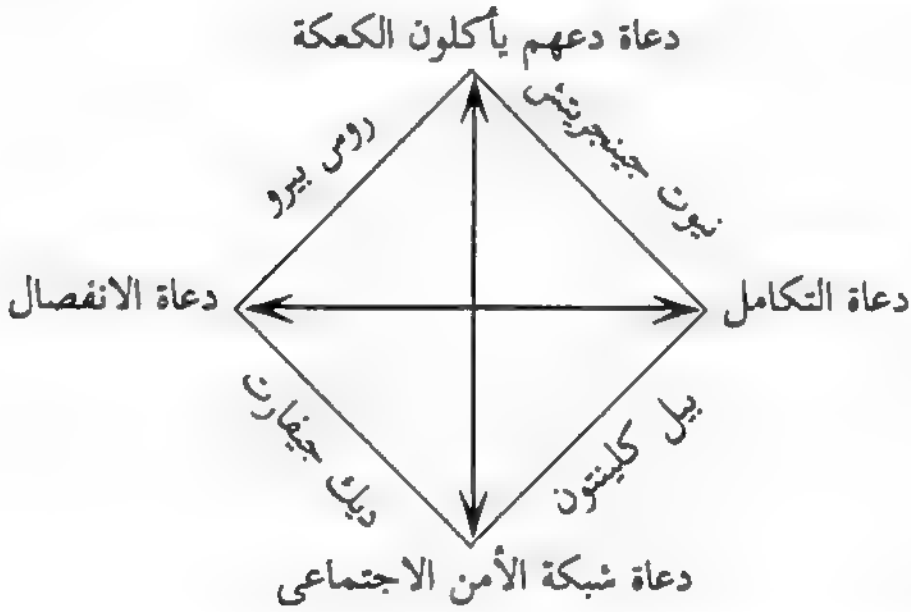 دعاة دعهم يأكلون الكعكة
نيوت جينجريتش
روس بيرو
دعاة التكامل
دعاة الانفصال
بيل كلينتون
ديك جيفارت
دعاة شبكة الأمن الاجتماعى